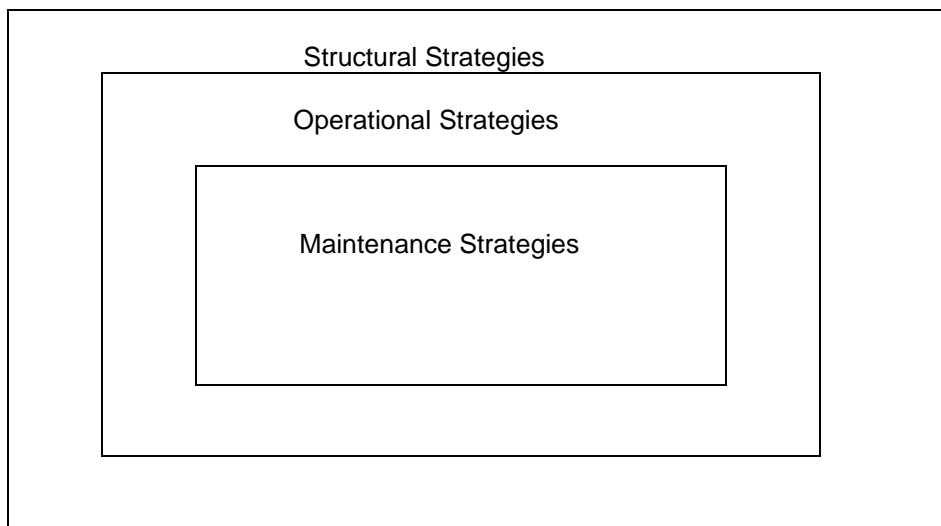 Structural Strategies
Operational Strategies
Maintenance Strategies